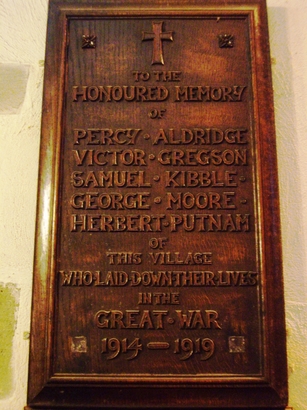 TO THE
HONOURED MEMORY
OF
PERCY · ALDRIDGE
VICTOR · GREGSON
SAMUEL · KIBBLE ·
GEORGE · MOORE ·
HERBERT · PUTNAM
OF
THIS VILLAGE
WHO · LAID DOWN · THEIR · LIVES
IN THE
GREAT · WAR
1914 — 1919